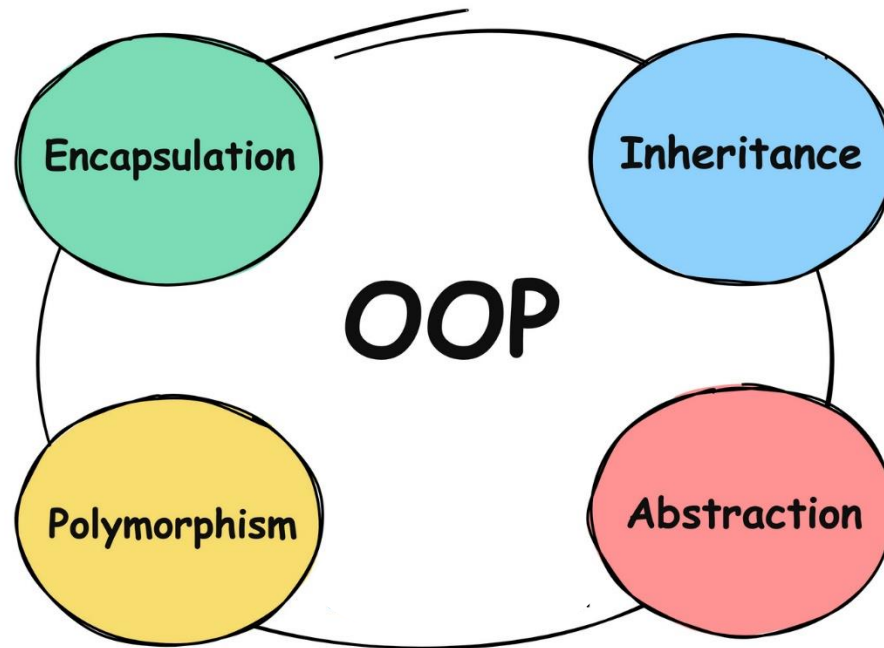 Encapsulation
Inheritance
OOP
Polymorphism
Abstraction